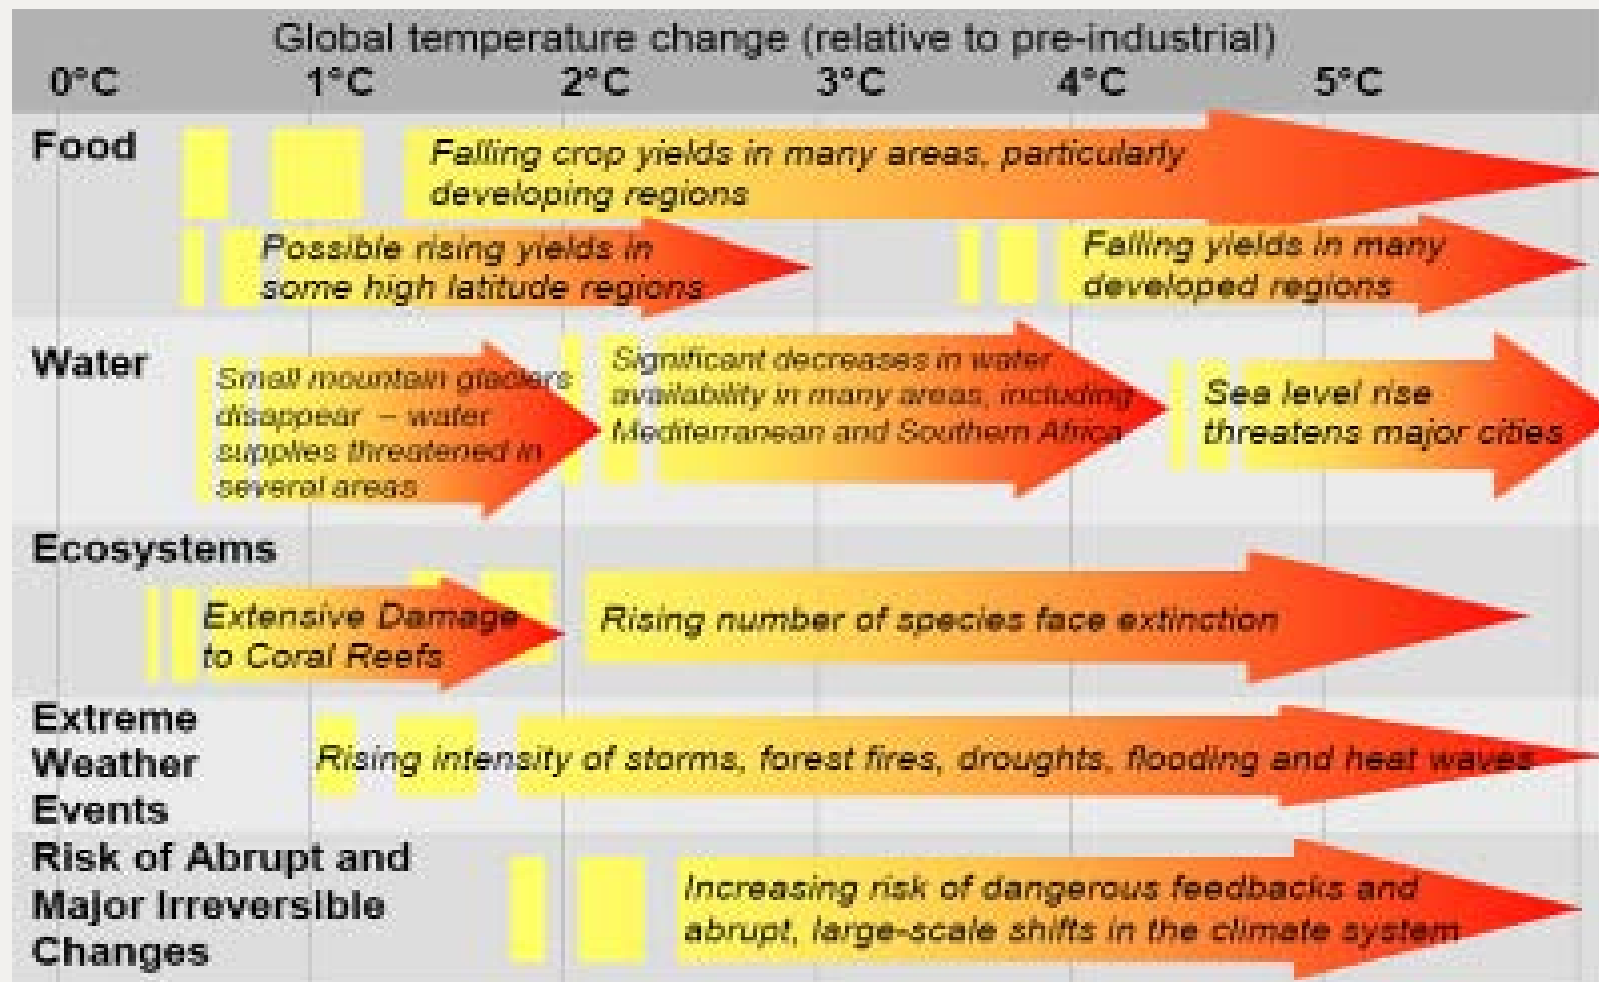 Global temperature change (relative to pre-industrial)
0°C 1°C 2°C 3°C 4°C 5°C
Food
Falling crop yields in many areas, particularly
developing regions
Possible rising yields in
some high latitude regions
Falling yields in many
developed regions
Water
Small mountain glaciers
disappear – water
supplies threatened in
several areas
Significant decreases in water
availability in many areas, including
Mediterranean and Southern Africa
Sea level rise
threatens major cities
Ecosystems
Extensive Damage
to Coral Reefs
Rising number of species face extinction
Extreme
Weather
Events
Rising intensity of storms, forest fires, droughts, flooding and heat waves
Risk of Abrupt and
Major Irreversible
Changes
Increasing risk of dangerous feedbacks and
abrupt, large-scale shifts in the climate system